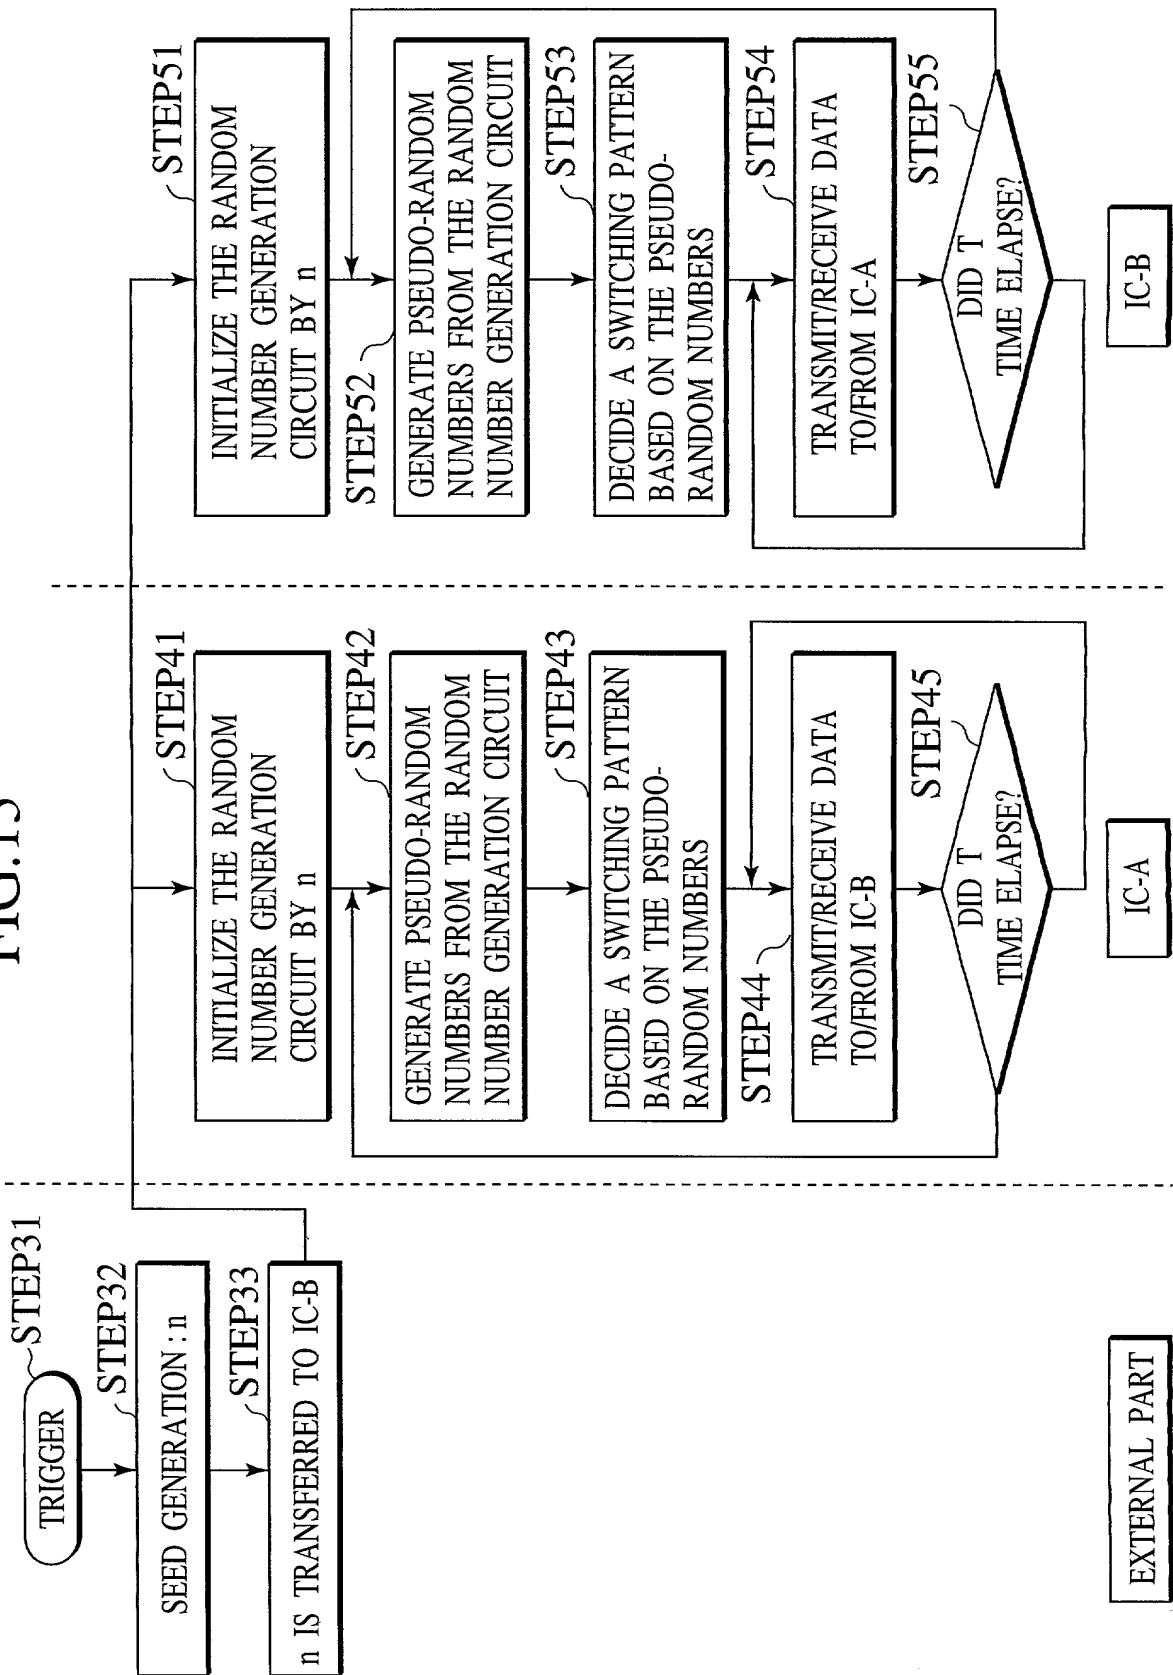 FIG.13
TRIGGER
STEP31
SEED GENERATION : n
STEP32
n IS TRANSFERRED TO IC-B
STEP33
EXTERNAL PART
INITIALIZE THE RANDOM
NUMBER GENERATION
CIRCUIT BY n
STEP41
GENERATE PSEUDO-RANDOM
NUMBERS FROM THE RANDOM
NUMBER GENERATION CIRCUIT
STEP42
DECIDE A SWITCHING PATTERN
BASED ON THE PSEUDO-
RANDOM NUMBERS
STEP43
STEP44
TRANSMIT/RECEIVE DATA
TO/FROM IC-B
DID T
TIME ELAPSE?
STEP45
IC-A
INITIALIZE THE RANDOM
NUMBER GENERATION
CIRCUIT BY n
STEP51
STEP52
GENERATE PSEUDO-RANDOM
NUMBERS FROM THE RANDOM
NUMBER GENERATION CIRCUIT
DECIDE A SWITCHING PATTERN
BASED ON THE PSEUDO-
RANDOM NUMBERS
STEP53
TRANSMIT/RECEIVE DATA
TO/FROM IC-A
STEP54
DID T
TIME ELAPSE?
STEP55
IC-B